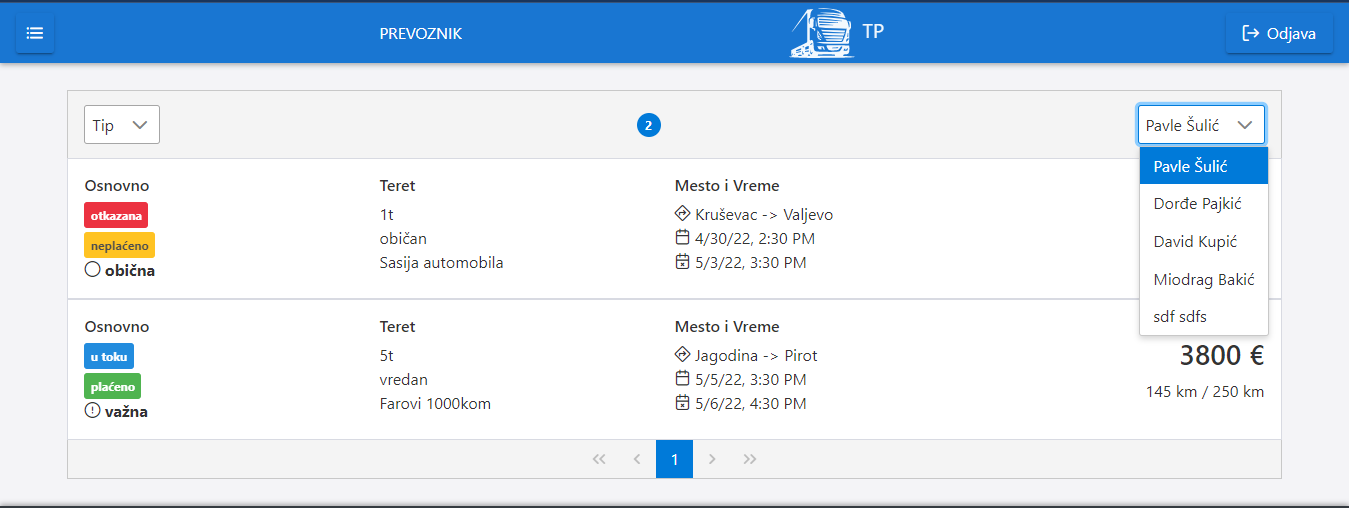 PREVOZNIK
TP
Odjava
Tip
2
Pavle Šulić
Pavle Šulić
Dorđe Pajkić
David Kupić
Miodrag Bakić
sdf sdfs
Osnovno
otkazana
neplaćeno
obična
Teret
1t
običan
Sasija automobila
Mesto i Vreme
Kruševac -> Valjevo
4/30/22, 2:30 PM
5/3/22, 3:30 PM
Osnovno
u toku
plaćeno
važna
Teret
5t
vredan
Farovi 1000kom
Mesto i Vreme
Jagodina -> Pirot
5/5/22, 3:30 PM
5/6/22, 4:30 PM
3800 €
145 km / 250 km
1